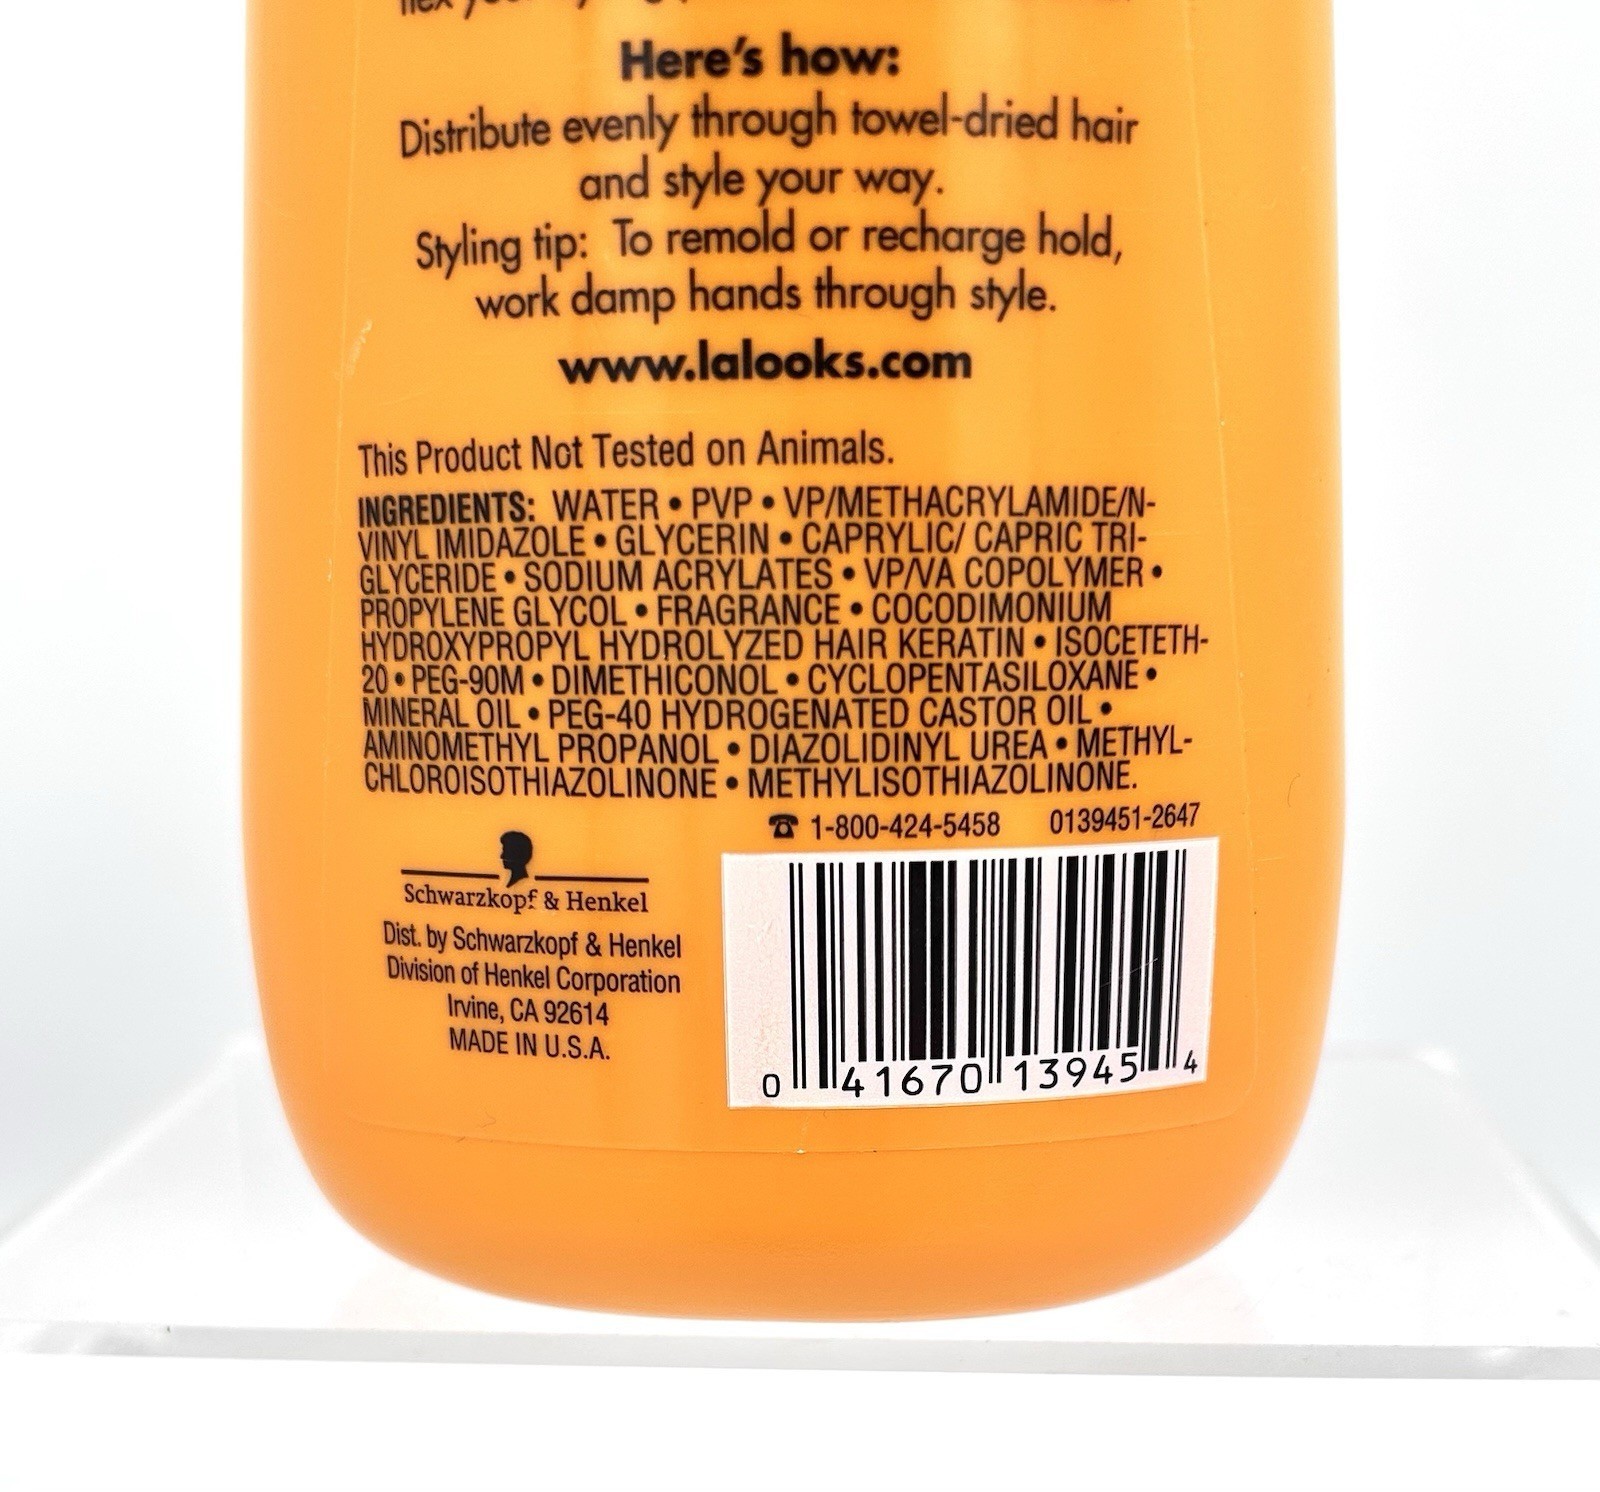 flex your
Here's how:
Distribute evenly through towel-dried hair
and style your way.
Styling tip: To remold or recharge hold,
work damp hands through style.
www.lalooks.com
This Product Not Tested on Animals.
INGREDIENTS: WATER • PVP • VP/METHACRYLAMIDE/N-
VINYL IMIDAZOLE • GLYCERIN • CAPRYLIC/ CAPRIC TRI-
GLYCERIDE • SODIUM ACRYLATES • VP/VA COPOLYMER •
PROPYLENE GLYCOL • FRAGRANCE • COCODIMONIUM
HYDROXYPROPYL HYDROLYZED HAIR KERATIN • ISOCETETH-
20 • PEG-90M • DIMETHICONOL • CYCLOPENTASILOXANE •
MINERAL OIL • PEG-40 HYDROGENATED CASTOR OIL •
AMINOMETHYL PROPANOL • DIAZOLIDINYL UREA • METHYL-
CHLOROISOTHIAZOLINONE • METHYLISOTHIAZOLINONE.
☎ 1-800-424-5458 0139451-2647
Schwarzkopf & Henkel
Dist. by Schwarzkopf & Henkel
Division of Henkel Corporation
Irvine, CA 92614
MADE IN U.S.A.
0 41670 13945 4